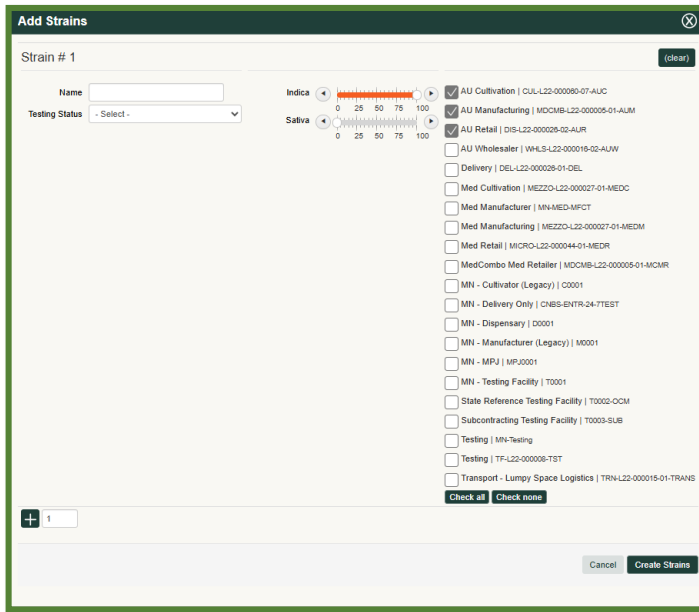 Add Strains
Strain # 1
(clear)
Name
Testing Status - Select -
Indica
0 25 50 75 100
Sativa
0 25 50 75 100
AU Cultivation | CUL-L22-000060-07-AUC
AU Manufacturing | MDCMB-L22-000005-01-AUM
AU Retail | DIS-L22-000026-02-AUR
AU Wholesaler | WHLS-L22-000016-02-AUW
Delivery | DEL-L22-000026-01-DEL
Med Cultivation | MEZZO-L22-000027-01-MEDC
Med Manufacturer | MN-MED-MFCT
Med Manufacturing | MEZZO-L22-000027-01-MEDM
Med Retail | MICRO-L22-000044-01-MEDR
MedCombo Med Retailer | MDCMB-L22-000005-01-MCMR
MN - Cultivator (Legacy) | C0001
MN - Delivery Only | CNBS-ENTR-24-7TEST
MN - Dispensary | D0001
MN - Manufacturer (Legacy) | M0001
MN - MPJ | MPJ0001
MN - Testing Facility | T0001
State Reference Testing Facility | T0002-OCM
Subcontracting Testing Facility | T0003-SUB
Testing | MN-Testing
Testing | TF-L22-000008-TST
Transport - Lumpy Space Logistics | TRN-L22-000015-01-TRANS
Check all Check none
1
Cancel Create Strains